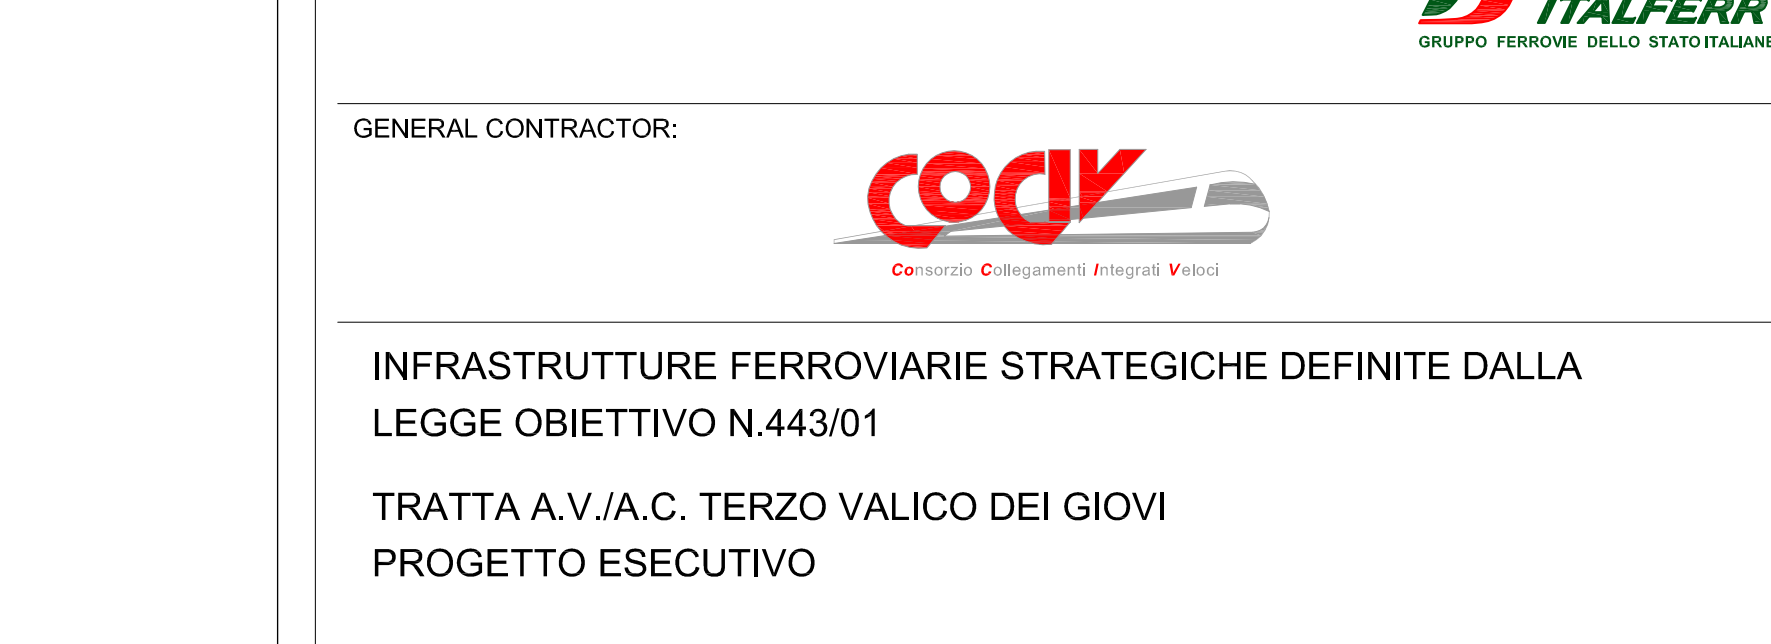 ITALFERR
GRUPPO FERROVIE DELLO STATO ITALIANE
GENERAL CONTRACTOR:
COCIV
Consorzio Collegamenti Integrati Veloci
INFRASTRUTTURE FERROVIARIE STRATEGICHE DEFINITE DALLA
LEGGE OBIETTIVO N.443/01
TRATTA A.V./A.C. TERZO VALICO DEI GIOVI
PROGETTO ESECUTIVO